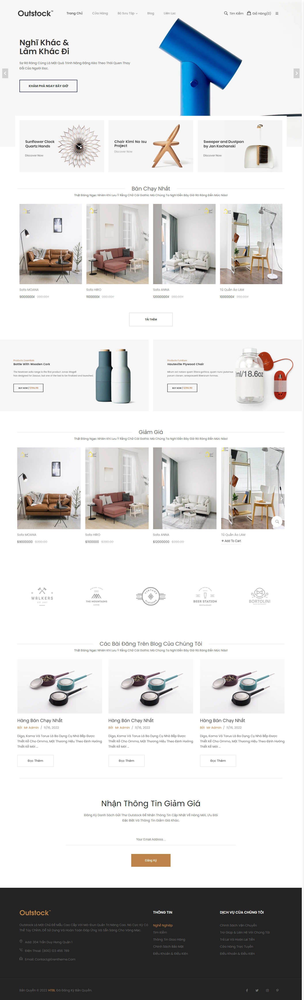 Outstock™
Trang Chủ
Cửa Hàng
Bộ Sưu Tập
Blog
Liên Lạc
Tìm Kiếm
Giỏ Hàng(0)
Nghĩ Khác &
Làm Khác Đi
Sự Rõ Ràng Cũng Là Một Quá Trình Năng Động Kéo Theo Thói Quen Thay
Đổi Của Người Đọc.
KHÁM PHÁ NGAY BÂY GIỜ
Sunflower Clock
Quartz Hands
Discover Now
Chair Kimi No Isu
Project
Discover Now
Sweeper and Dustpan
by Jan Kochanski
Discover Now
Bán Chạy Nhất
Thật Đáng Ngạc Nhiên Khi Lưu Ý Rằng Chữ Cái Gothic Mà Chúng Ta Nghĩ Đến Bây Giờ Rõ Ràng Đến Mức Nào!
Sofa MOANA
9000000₫ 280.00₫
Sofa HIRO
1100000₫ 280.00₫
Sofa ANNA
12000000₫ 280.00₫
Tủ Quần Áo LAM
1000000₫ 280.00₫
TẢI THÊM
Products Essentials
Bottle With Wooden Cork
The Newtown sofa range is the first product Jonas Wagell
has designed for Zaozuo, but one of the last to be finalized and launched.
BUY NOW / $196.98
Products Furniture
Hauteville Plywood Chair
Mirum est notare quam littera gothica, quam nunc putamus
parum claram, anteposuerit litterarum formas.
BUY NOW / $396.90
ml/18.6oz
Giảm Giá
Thật Đáng Ngạc Nhiên Khi Lưu Ý Rằng Chữ Cái Gothic Mà Chúng Ta Nghĩ Đến Bây Giờ Rõ Ràng Đến Mức Nào!
Sofa MOANA
$9000000 $280.00
Sofa HIRO
$1100000 $280.00
Sofa ANNA
$12000000 $280.00
Tủ Quần Áo LAM
+ Add To Cart
WALKERS
EST. 2007
VINTAGE LABEL
THE MOUNTAINS
CLOTHING
VINTAGE
EST. 1984
CLOTHING
BEER STATION
RESTAURANT
BORTOLINI
BAR & RESTAURANT
Các Bài Đăng Trên Blog Của Chúng Tôi
Thật Đáng Ngạc Nhiên Khi Lưu Ý Rằng Chữ Cái Gothic Mà Chúng Ta Nghĩ Đến Bây Giờ Rõ Ràng Đến Mức Nào!
Hàng Bán Chạy Nhất
Bởi Mr Admin / 11/16, 2022
Diga, Koma Và Torus Là Ba Dụng Cụ Nhà Bếp Được
Thiết Kế Cho Ommo, Một Thương Hiệu Theo Định Hướng
Thiết Kế Mới ...
Đọc Thêm
Hàng Bán Chạy Nhất
Bởi Mr Admin / 11/16, 2022
Diga, Koma Và Torus Là Ba Dụng Cụ Nhà Bếp Được
Thiết Kế Cho Ommo, Một Thương Hiệu Theo Định Hướng
Thiết Kế Mới ...
Đọc Thêm
Hàng Bán Chạy Nhất
Bởi Mr Admin / 11/16, 2022
Diga, Koma Và Torus Là Ba Dụng Cụ Nhà Bếp Được
Thiết Kế Cho Ommo, Một Thương Hiệu Theo Định Hướng
Thiết Kế Mới ...
Đọc Thêm
Nhận Thông Tin Giảm Giá
Đăng Ký Danh Sách Gửi Thư Outstock Để Nhận Thông Tin Cập Nhật Về Hàng Mới, Ưu Đãi
Đặc Biệt Và Thông Tin Giảm Giá Khác.
Your Email Address...
Đăng Ký
Outstock™
Outstock Là Một Chủ Đề Mẫu Cao Cấp Với Mô-Đun Quản Trị Nâng Cao. Nó Cực Kỳ Có
Thể Tùy Chỉnh, Dễ Sử Dụng Và Hoàn Toàn Đáp Ứng Và Sẵn Sàng Cho Võng Mạc.
Add: 304 Trần Duy Hưng Quận 1
Điện Thoại: (800) 123 456 789
Email: Contact@Erentheme.Com
THÔNG TIN
Nghề Nghiệp
Tìm Kiếm
Thông Tin Giao Hàng
Chính Sách Bảo Mật
Điều Khoản & Điều Kiện
DỊCH VỤ CỦA CHÚNG TÔI
Chính Sách Vận Chuyển
Trợ Giúp & Liên Hệ Với Chúng Tôi
Trả Lại Và Hoàn Lại Tiền
Cửa Hàng Trực Tuyến
Điều Khoản & Điều Kiện
Bản Quyền © 2022 HTBL Đã Đăng Ký Bản Quyền.